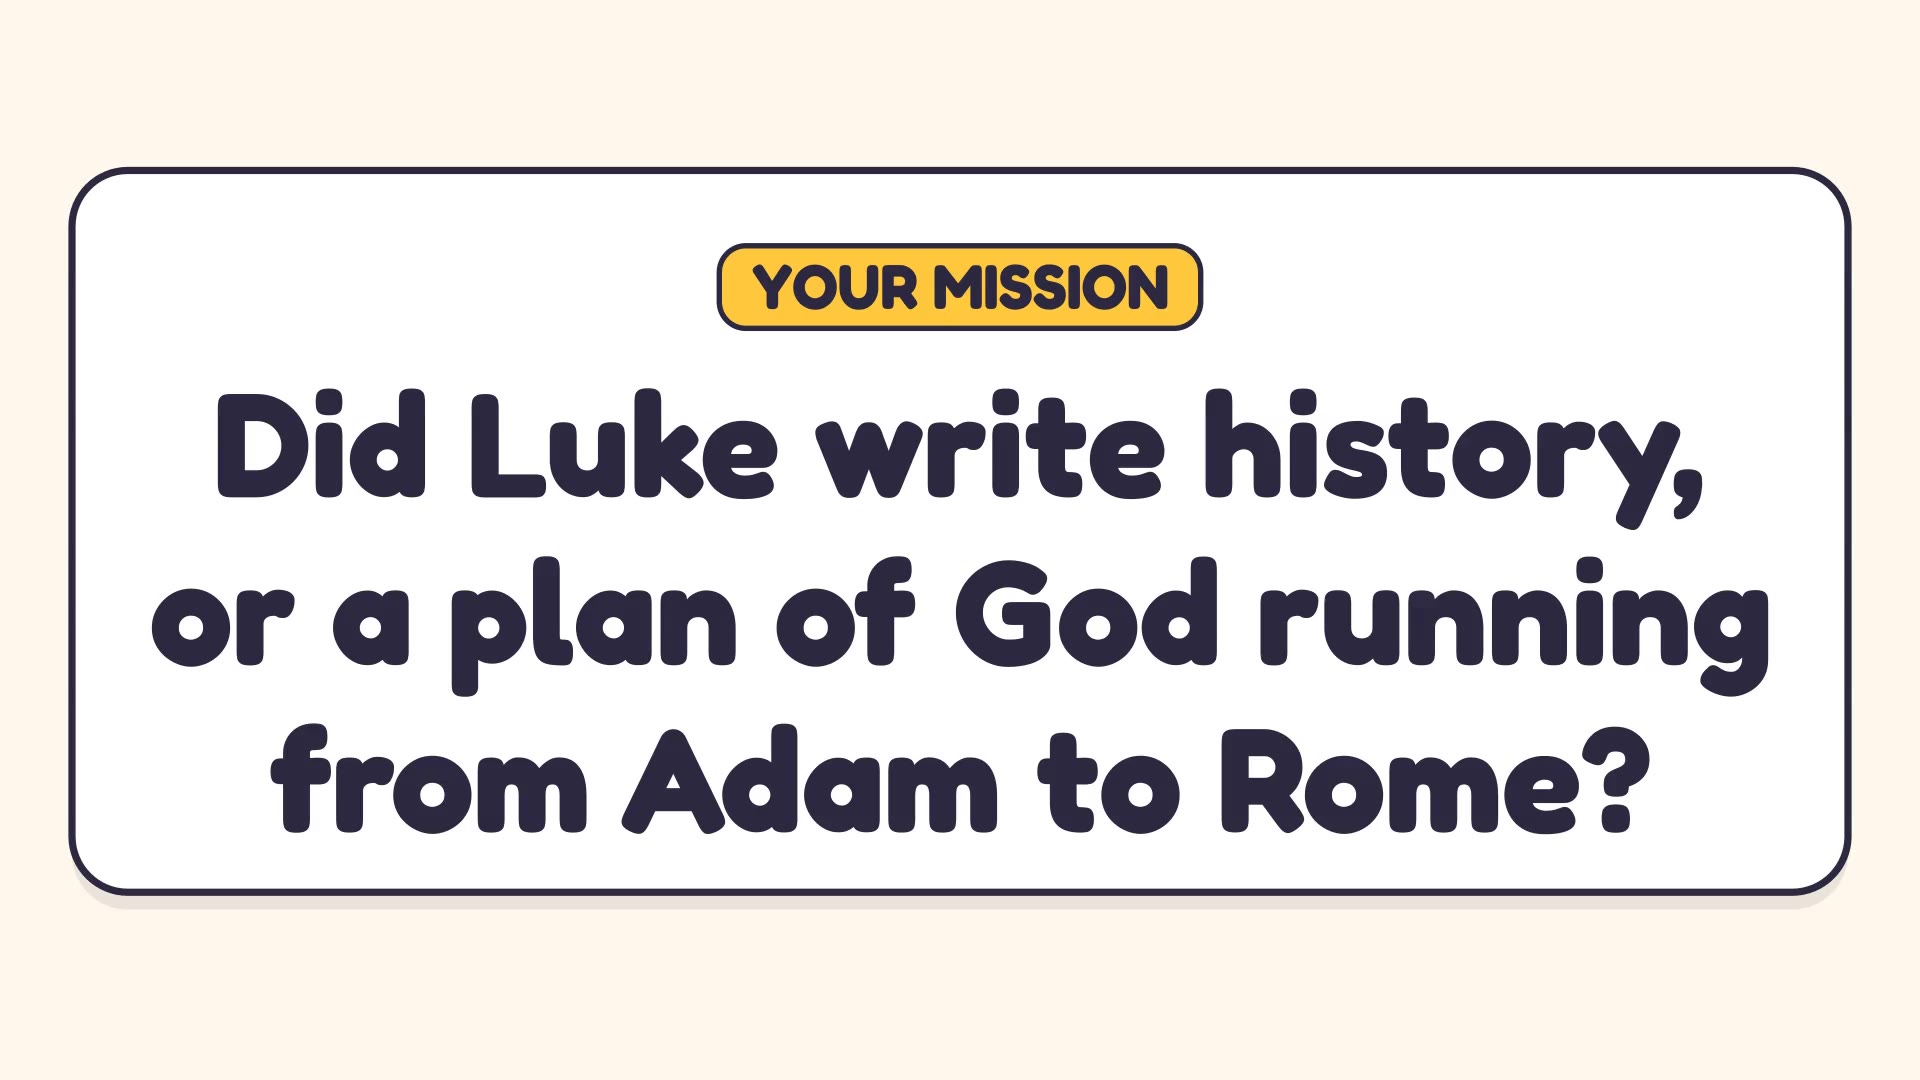 YOUR MISSION
Did Luke write history,
or a plan of God running
from Adam to Rome?